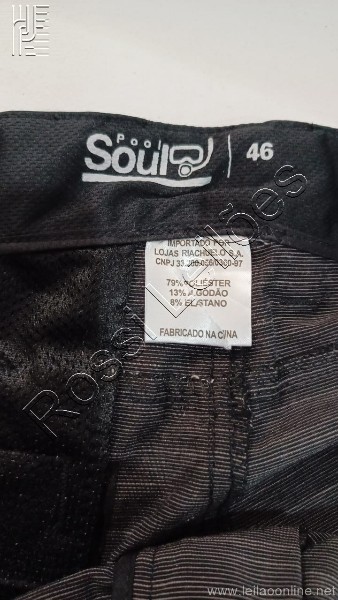 Pool
Soul | 46
IMPORTADO POR
LOJAS RIACHUELO S.A.
79% POLIÉSTER
13% ALGODÃO
8% ELASTANO
FABRICADO NA CHINA
Rossi Leilões
www.leilaoonline.net